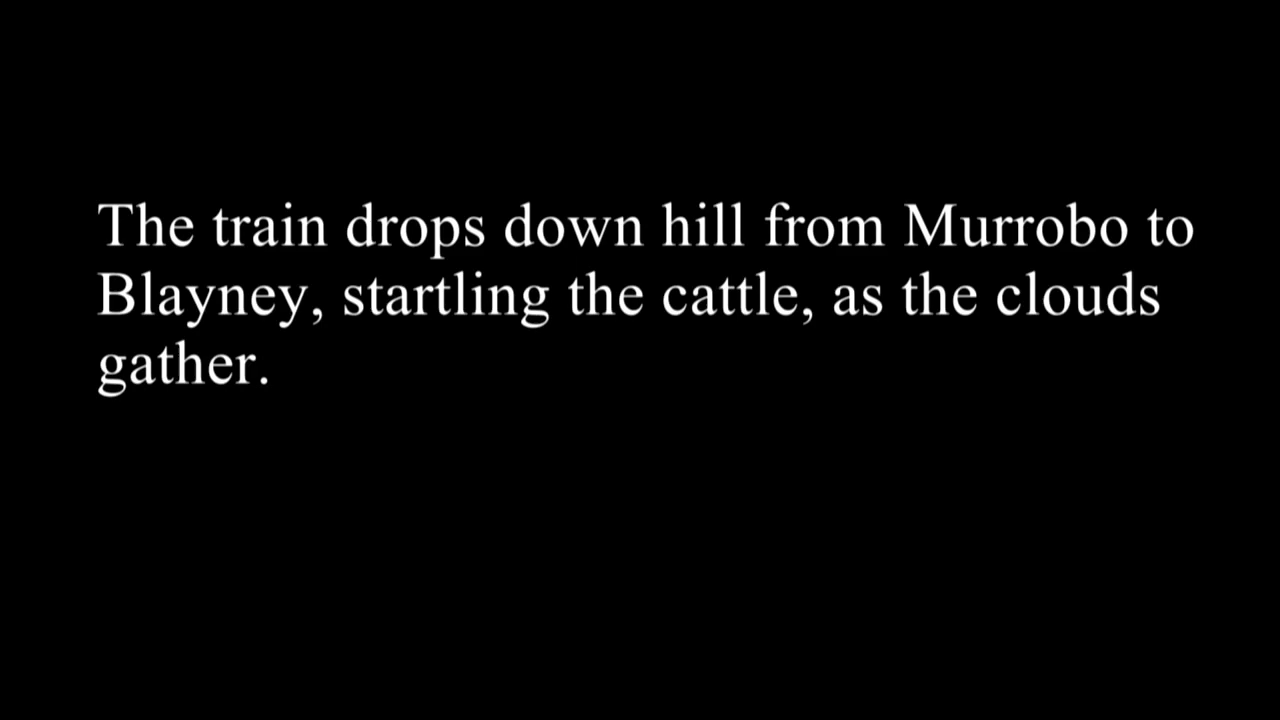 The train drops down hill from Murrobo to
Blayney, startling the cattle, as the clouds
gather.